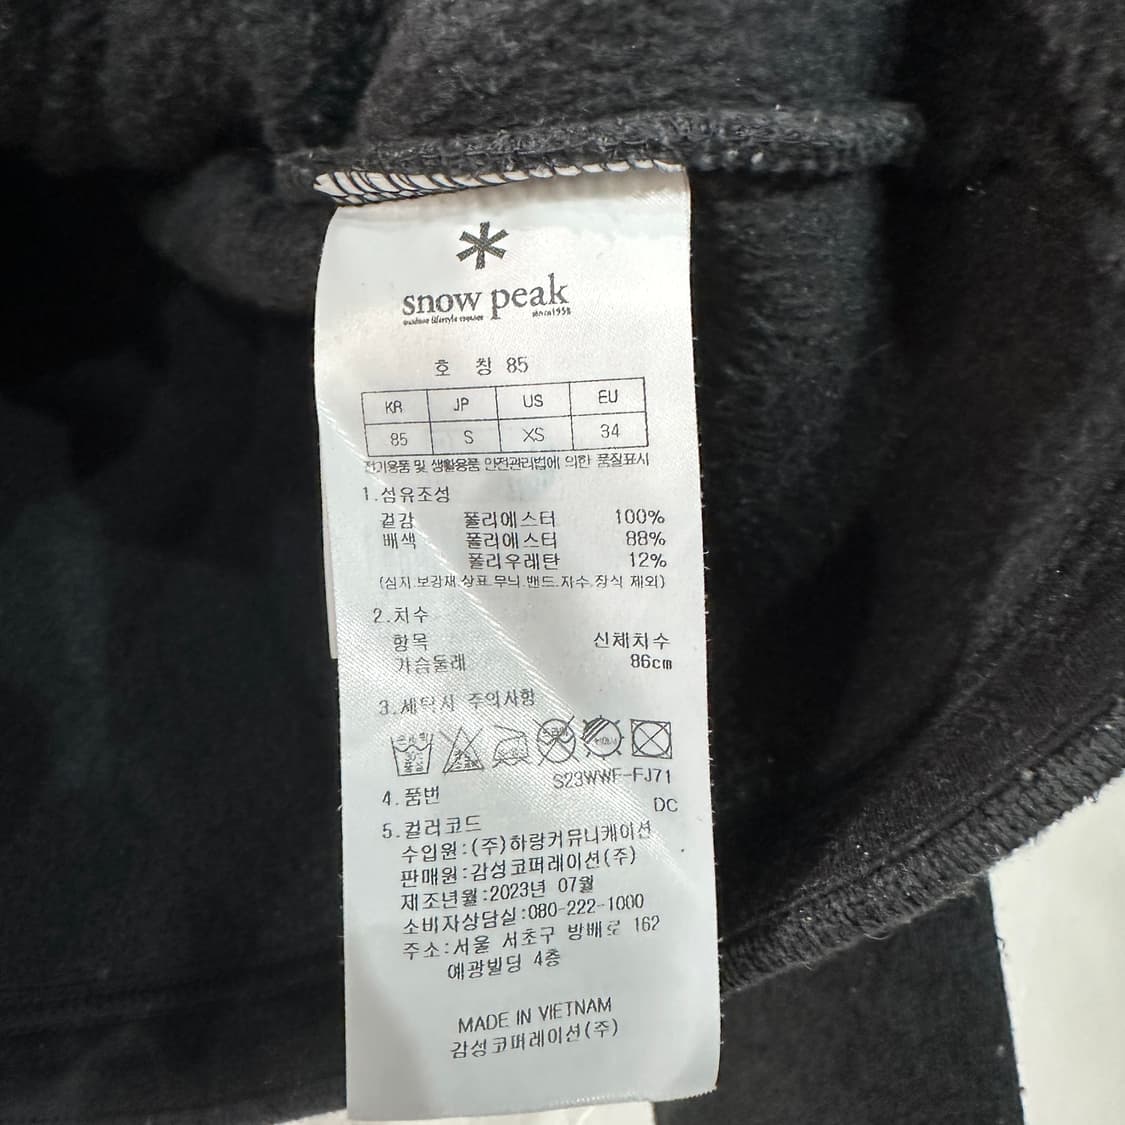 snow peak
outdoor lifestyle creator since1958
호 칭 85
KR JP US EU
85 S XS 34
전기용품 및 생활용품 안전관리법에 의한 품질표시
1.섬유조성
겉감 폴리에스터 100%
배색 폴리에스터 88%
폴리우레탄 12%
(심지.보강재.상표.무늬.밴드.자수.장식 제외)
2.치수
항목 신체치수
가슴둘레 86cm
3.세탁시 주의사항
S23WWF-FJ71
4.품번
DC
5.컬러코드
수입원:(주)하랑커뮤니케이션
판매원:감성코퍼레이션(주)
제조년월:2023년 07월
소비자상담실:080-222-1000
주소:서울 서초구 방배로 162
예광빌딩 4층
MADE IN VIETNAM
감성코퍼레이션(주)